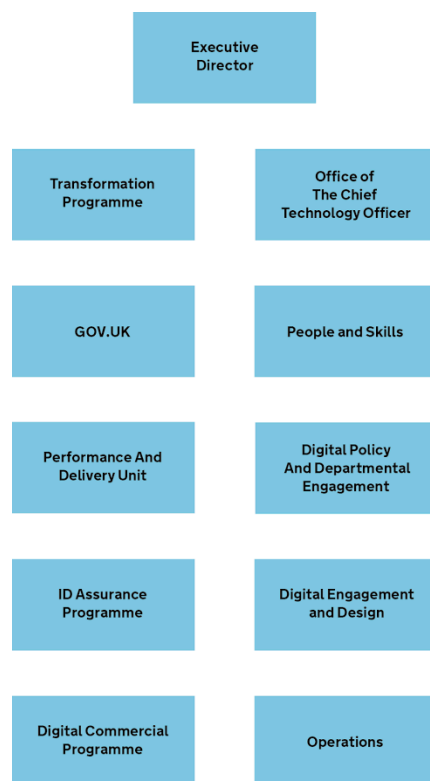 Executive
Director
Transformation
Programme
Office of
The Chief
Technology Officer
GOV.UK
People and Skills
Performance And
Delivery Unit
Digital Policy
And Departmental
Engagement
ID Assurance
Programme
Digital Engagement
and Design
Digital Commercial
Programme
Operations